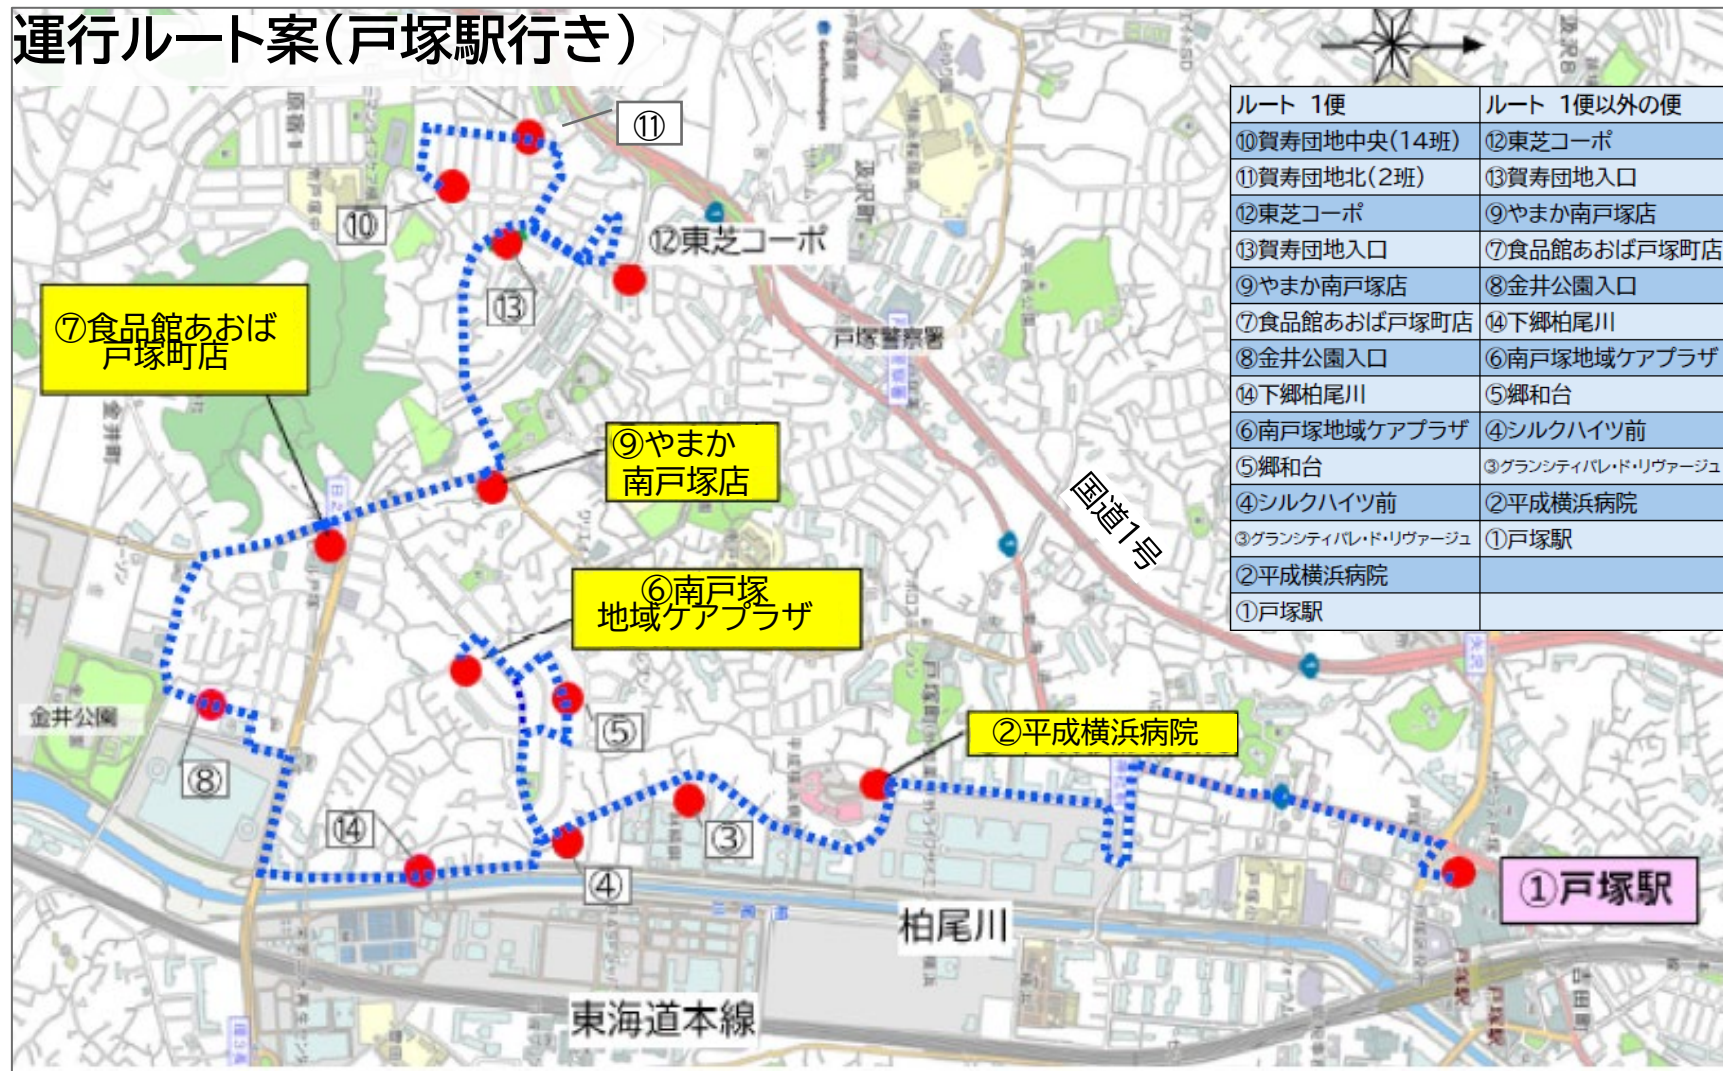 運行ルート案(戸塚駅行き)
⑪
⑩
⑫東芝コーポ
⑬
戸塚警察署
⑦食品館あおば
戸塚町店
⑨やまか
南戸塚店
国道1号
⑥南戸塚
地域ケアプラザ
金井公園
⑤
②平成横浜病院
⑧
⑭
③
④
①戸塚駅
柏尾川
東海道本線
金井町
汲沢町
吉田町
戸塚駅
ルート 1便
ルート 1便以外の便
⑩賀寿団地中央(14班)
⑫東芝コーポ
⑪賀寿団地北(2班)
⑬賀寿団地入口
⑫東芝コーポ
⑨やまか南戸塚店
⑬賀寿団地入口
⑦食品館あおば戸塚町店
⑨やまか南戸塚店
⑧金井公園入口
⑦食品館あおば戸塚町店
⑭下郷柏尾川
⑧金井公園入口
⑥南戸塚地域ケアプラザ
⑭下郷柏尾川
⑤郷和台
⑥南戸塚地域ケアプラザ
④シルクハイツ前
⑤郷和台
③グランシティパレ・ド・リヴァージュ
④シルクハイツ前
②平成横浜病院
③グランシティパレ・ド・リヴァージュ
①戸塚駅
②平成横浜病院
①戸塚駅